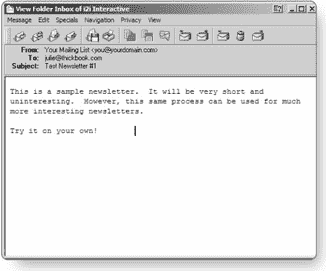 View Folder Inbox of i2i Interactive
Message Edit Specials Navigation Privacy View
From: Your Mailing List <you@yourdomain.com>
To: julie@thickbook.com
Subject: Test Newsletter #1
This is a sample newsletter. It will be very short and
uninteresting. However, this same process can be used for much
more interesting newsletters.
Try it on your own!